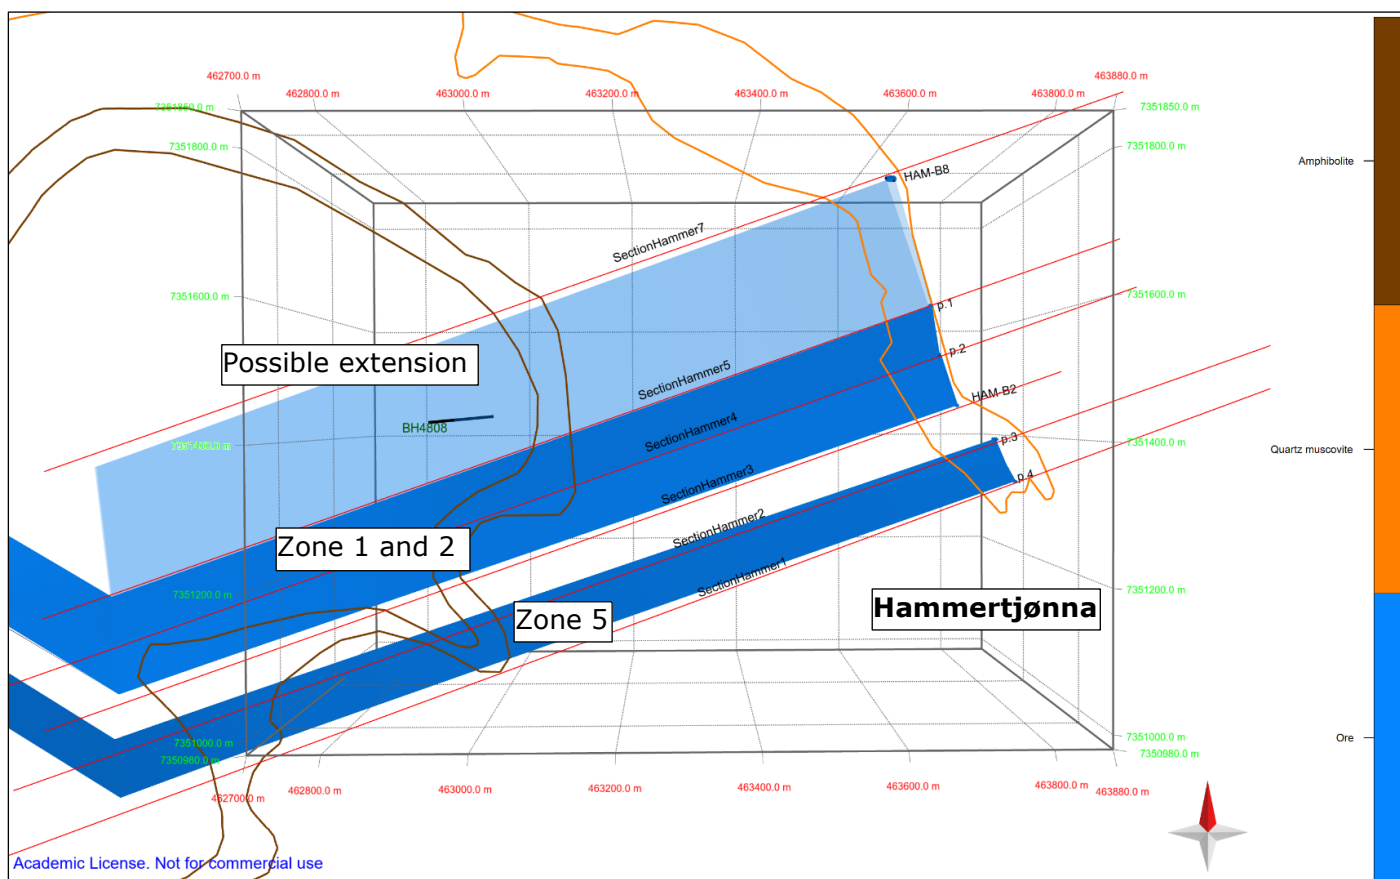 462700.0 m
463880.0 m
462800.0 m
463000.0 m
463200.0 m
463400.0 m
463600.0 m
463800.0 m
7351850.0 m
7351850.0 m
7351800.0 m
7351800.0 m
Amphibolite
HAM-B8
SectionHammer7
7351600.0 m
7351600.0 m
p.1
p.2
Possible extension
SectionHammer5
HAM-B2
BH4808
SectionHammer4
7351400.0 m
p.3
Quartz muscovite
SectionHammer3
p.4
SectionHammer2
Zone 1 and 2
SectionHammer1
7351200.0 m
7351200.0 m
Zone 5
Hammertjønna
7351000.0 m
7351000.0 m
Ore
7350980.0 m
7350980.0 m
462700.0 m
462800.0 m
463000.0 m
463200.0 m
463400.0 m
463600.0 m
463800.0 m
463880.0 m
Academic License. Not for commercial use